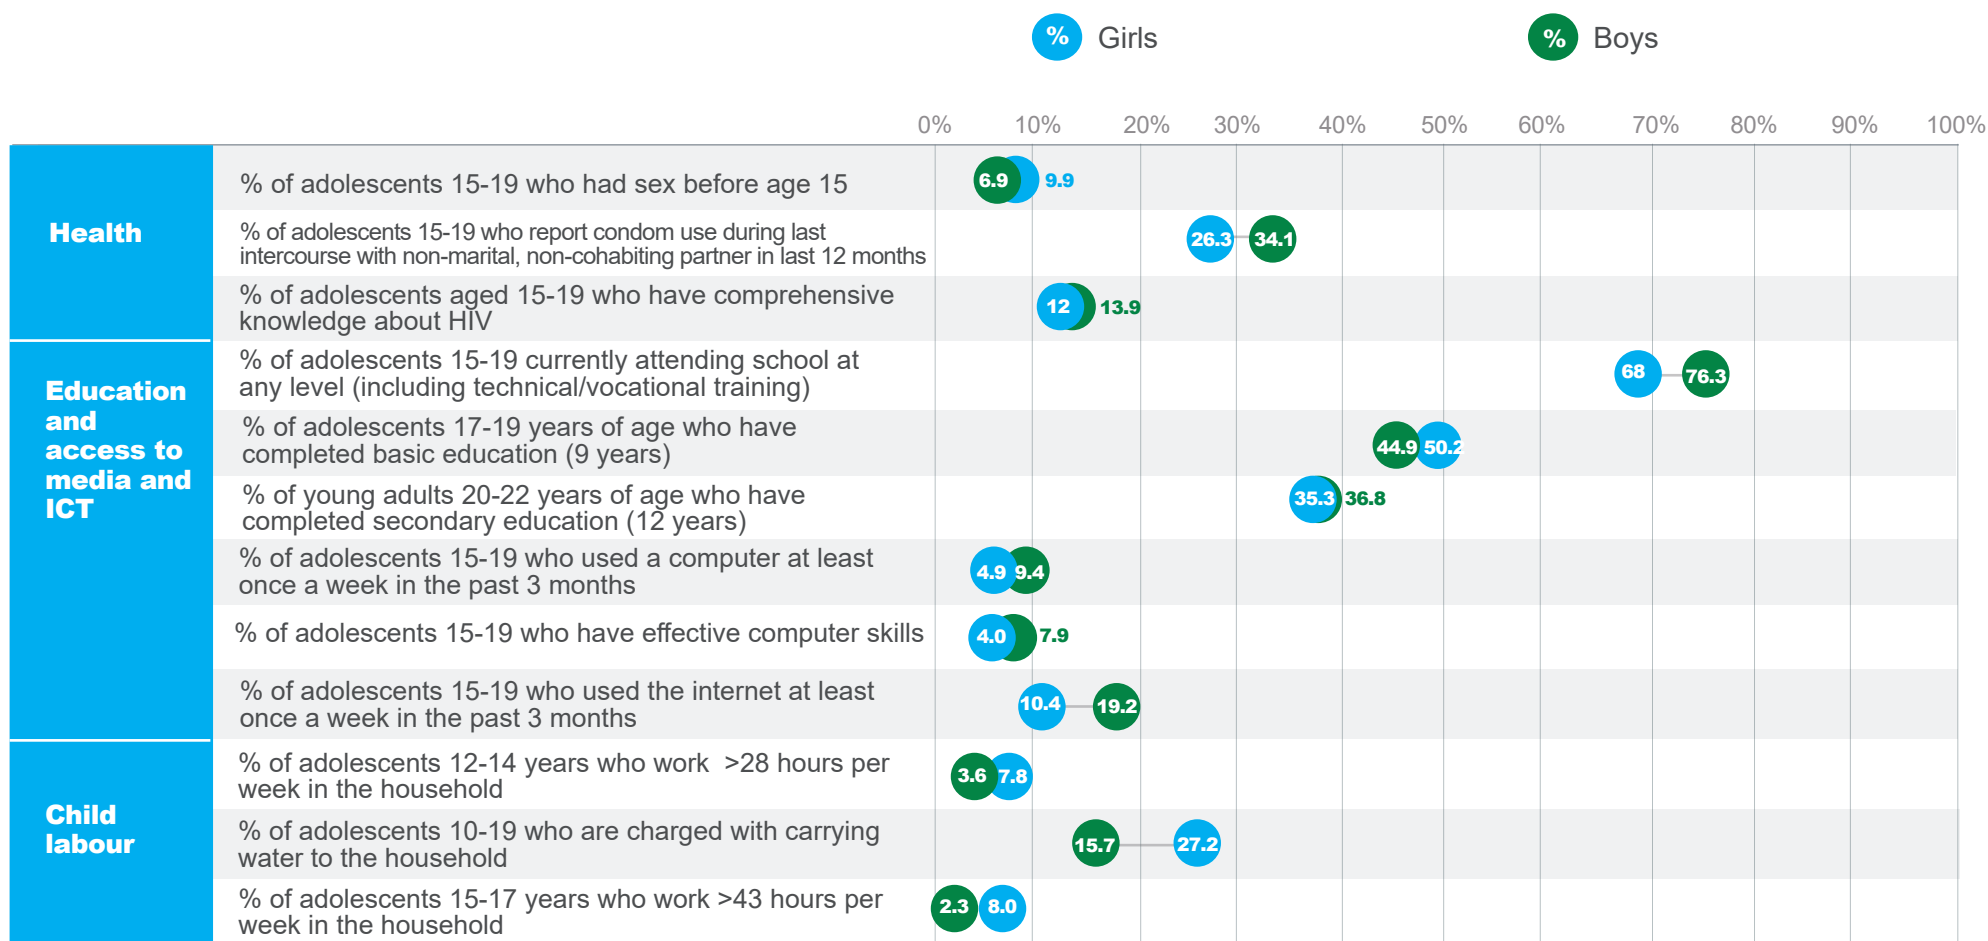 % Girls % Boys
0% 10% 20% 30% 40% 50% 60% 70% 80% 90% 100%
Health
% of adolescents 15-19 who had sex before age 15
6.9 9.9
% of adolescents 15-19 who report condom use during last
intercourse with non-marital, non-cohabiting partner in last 12 months
26.3 34.1
% of adolescents aged 15-19 who have comprehensive
knowledge about HIV
12 13.9
Education
and
access to
media and
ICT
% of adolescents 15-19 currently attending school at
any level (including technical/vocational training)
68 76.3
% of adolescents 17-19 years of age who have
completed basic education (9 years)
44.9 50.2
% of young adults 20-22 years of age who have
completed secondary education (12 years)
35.3 36.8
% of adolescents 15-19 who used a computer at least
once a week in the past 3 months
4.9 9.4
% of adolescents 15-19 who have effective computer skills
4.0 7.9
% of adolescents 15-19 who used the internet at least
once a week in the past 3 months
10.4 19.2
Child
labour
% of adolescents 12-14 years who work >28 hours per
week in the household
3.6 7.8
% of adolescents 10-19 who are charged with carrying
water to the household
15.7 27.2
% of adolescents 15-17 years who work >43 hours per
week in the household
2.3 8.0